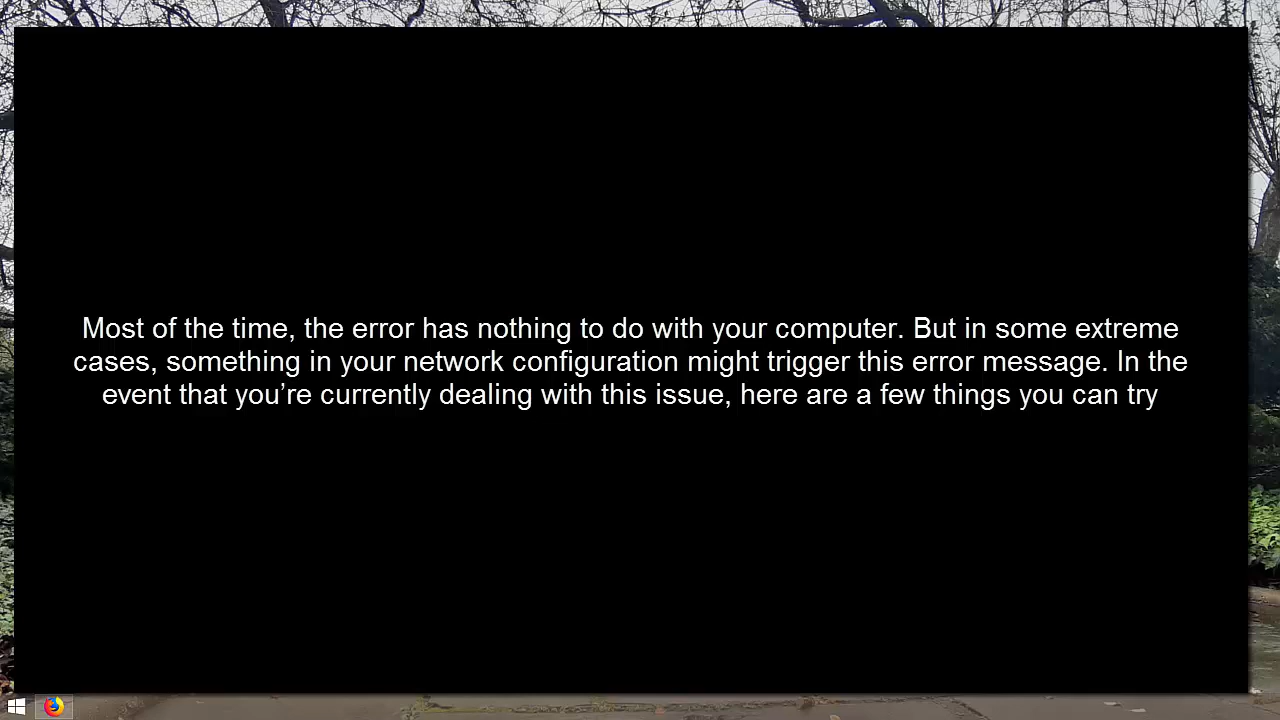 Most of the time, the error has nothing to do with your computer. But in some extreme
cases, something in your network configuration might trigger this error message. In the
event that you’re currently dealing with this issue, here are a few things you can try